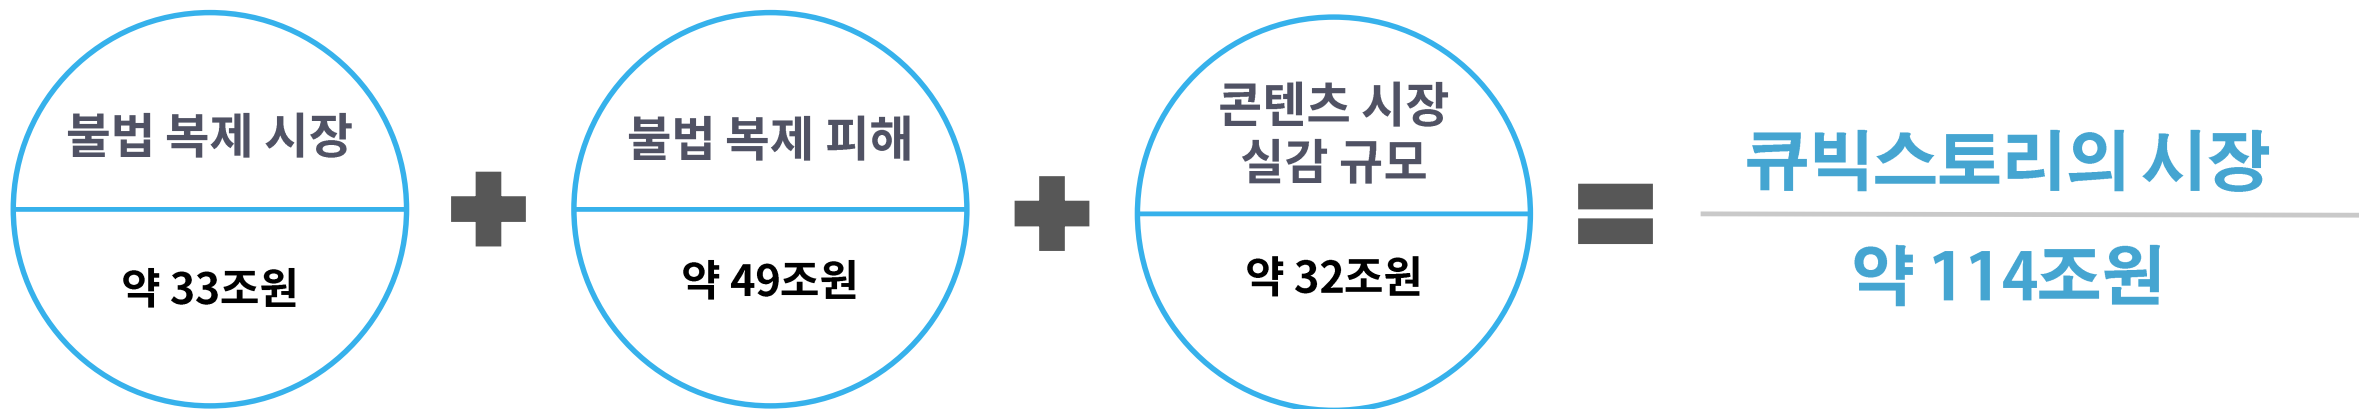 불법 복제 시장
약 33조원
불법 복제 피해
약 49조원
콘텐츠 시장
실감 규모
약 32조원
큐빅스토리의 시장
약 114조원